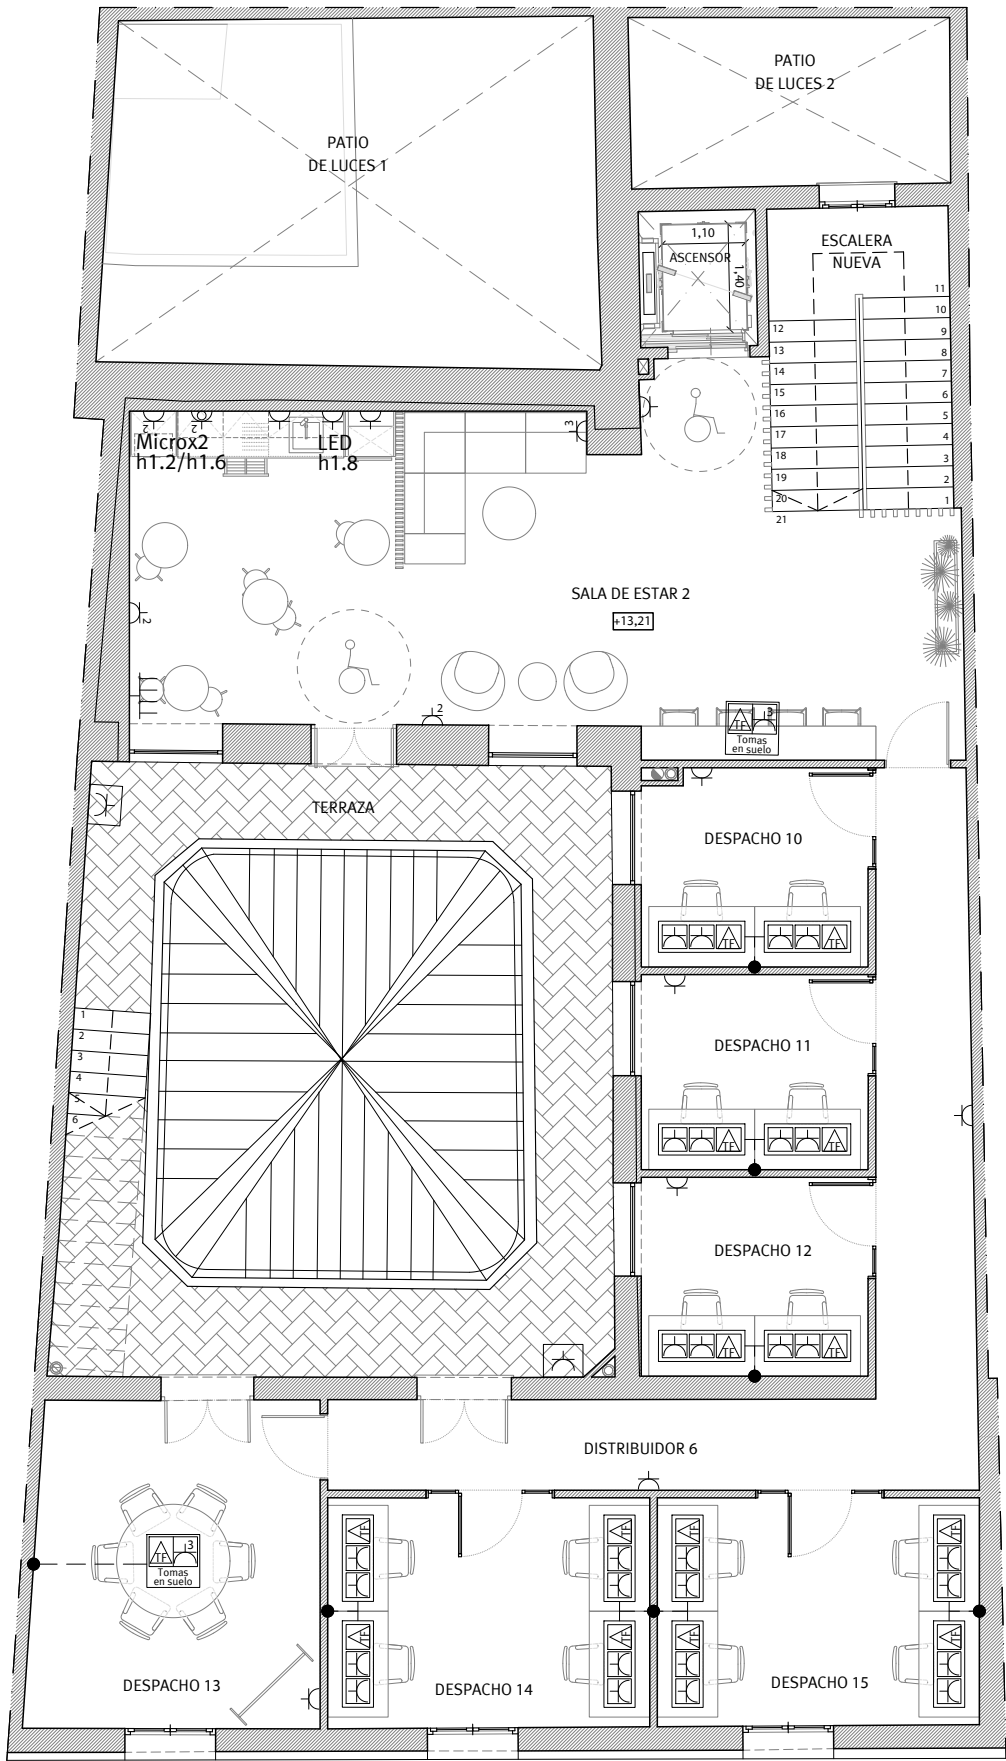 PATIO
DE LUCES 1
PATIO
DE LUCES 2
1,10
ASCENSOR
1,40
ESCALERA
NUEVA
11
10
9
8
7
6
5
4
3
2
1
12
13
14
15
16
17
18
19
20
21
2
2
Microx2
h1.2/h1.6
LED
h1.8
3
2
SALA DE ESTAR 2
+13,21
2
TF
3
Tomas
en suelo
TERRAZA
DESPACHO 10
TF
TF
1
2
3
4
5
6
DESPACHO 11
TF
TF
DESPACHO 12
TF
TF
DISTRIBUIDOR 6
TF
3
Tomas
en suelo
DESPACHO 13
TF
TF
TF
TF
DESPACHO 14
TF
TF
TF
TF
DESPACHO 15